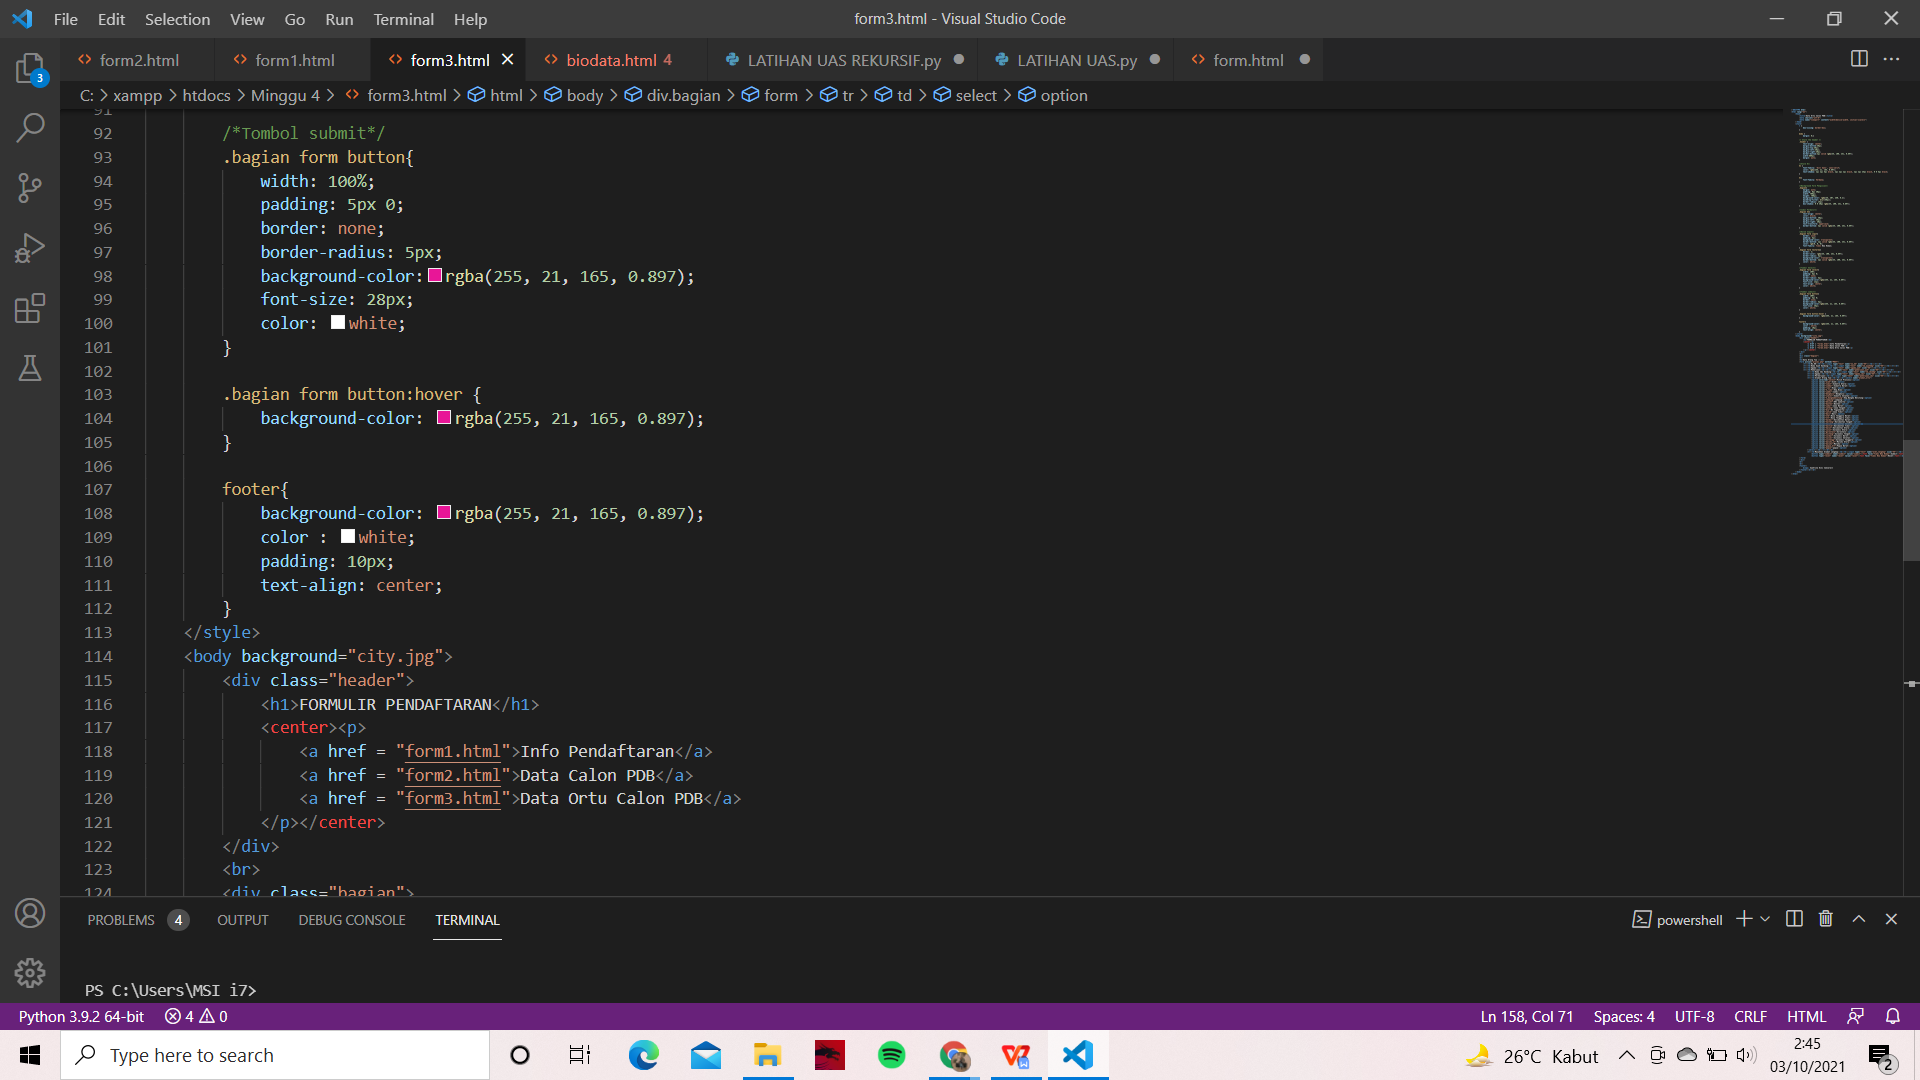 File Edit Selection View Go Run Terminal Help
form3.html - Visual Studio Code
form2.html
form1.html
form3.html
biodata.html 4
LATIHAN UAS REKURSIF.py
LATIHAN UAS.py
form.html
C: > xampp > htdocs > Minggu 4 > form3.html > html > body > div.bagian > form > tr > td > select > option
3
91
92 /*Tombol submit*/
93 .bagian form button{
94 width: 100%;
95 padding: 5px 0;
96 border: none;
97 border-radius: 5px;
98 background-color: rgba(255, 21, 165, 0.897);
99 font-size: 28px;
100 color: white;
101 }
102
103 .bagian form button:hover {
104 background-color: rgba(255, 21, 165, 0.897);
105 }
106
107 footer{
108 background-color: rgba(255, 21, 165, 0.897);
109 color : white;
110 padding: 10px;
111 text-align: center;
112 }
113 </style>
114 <body background="city.jpg">
115 <div class="header">
116 <h1>FORMULIR PENDAFTARAN</h1>
117 <center><p>
118 <a href = "form1.html">Info Pendaftaran</a>
119 <a href = "form2.html">Data Calon PDB</a>
120 <a href = "form3.html">Data Ortu Calon PDB</a>
121 </p></center>
122 </div>
123 <br>
124 <div class="bagian">
PROBLEMS 4 OUTPUT DEBUG CONSOLE TERMINAL
powershell
PS C:\Users\MSI i7>
Python 3.9.2 64-bit 4 0
Ln 158, Col 71 Spaces: 4 UTF-8 CRLF HTML
Type here to search
26°C Kabut
2:45
03/10/2021
2